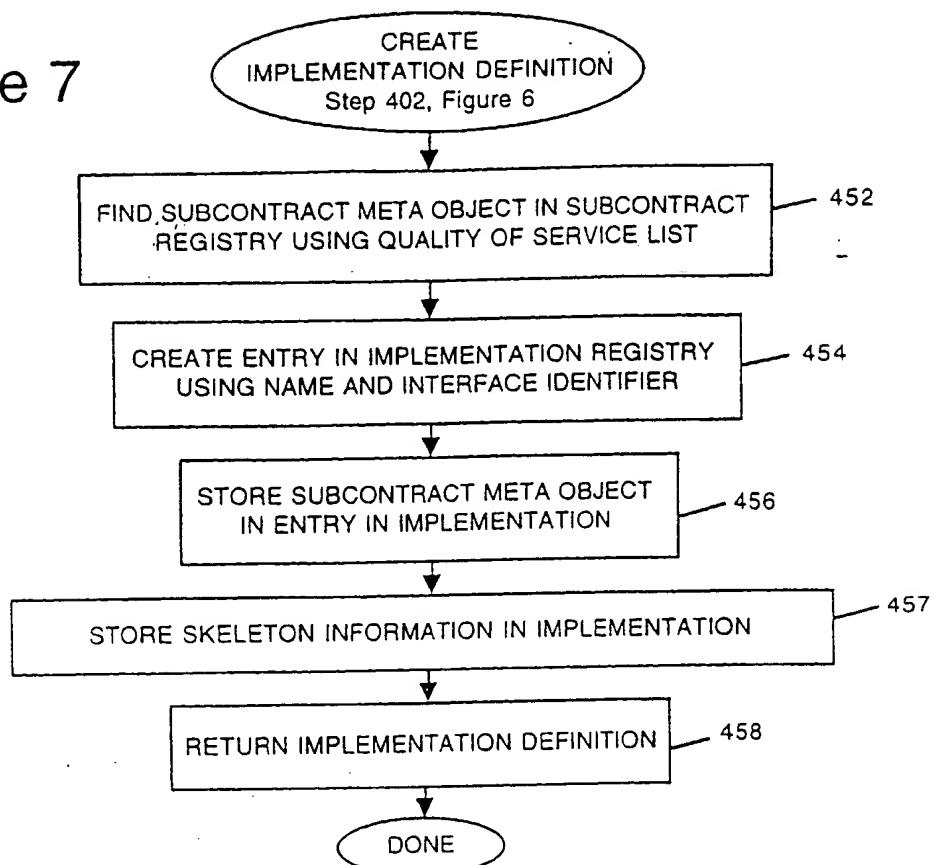 e 7
CREATE
IMPLEMENTATION DEFINITION
Step 402, Figure 6
FIND SUBCONTRACT META OBJECT IN SUBCONTRACT
REGISTRY USING QUALITY OF SERVICE LIST
452
CREATE ENTRY IN IMPLEMENTATION REGISTRY
USING NAME AND INTERFACE IDENTIFIER
454
STORE SUBCONTRACT META OBJECT
IN ENTRY IN IMPLEMENTATION
456
STORE SKELETON INFORMATION IN IMPLEMENTATION
457
RETURN IMPLEMENTATION DEFINITION
458
DONE